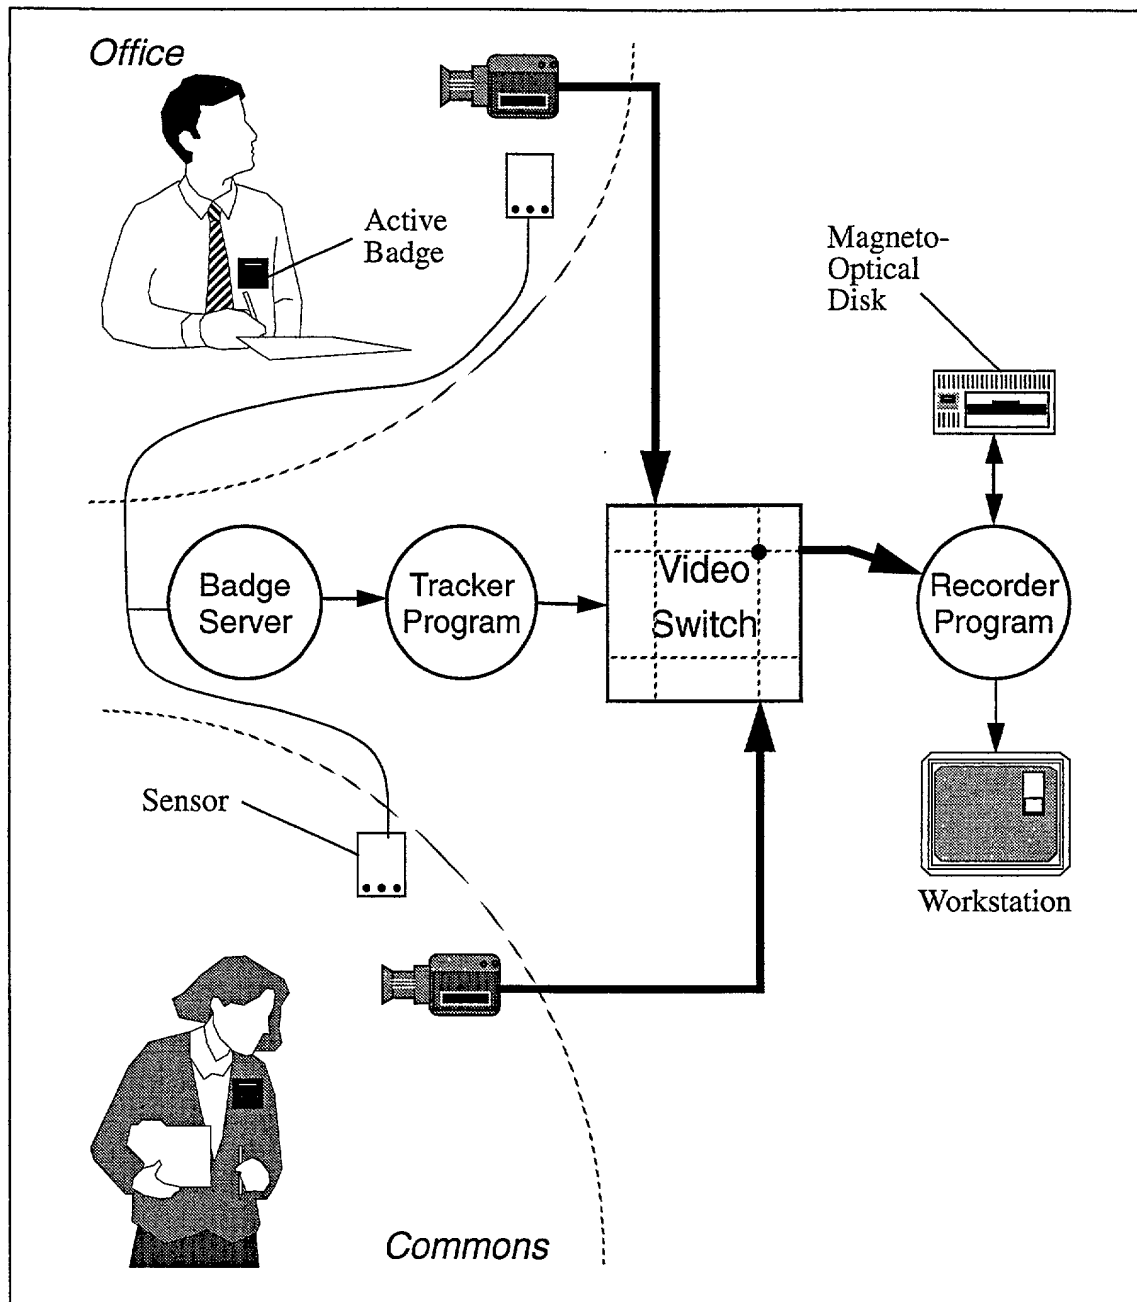 Office
Active
Badge
Magneto-
Optical
Disk
Badge
Server
Tracker
Program
Video
Switch
Recorder
Program
Sensor
Workstation
Commons